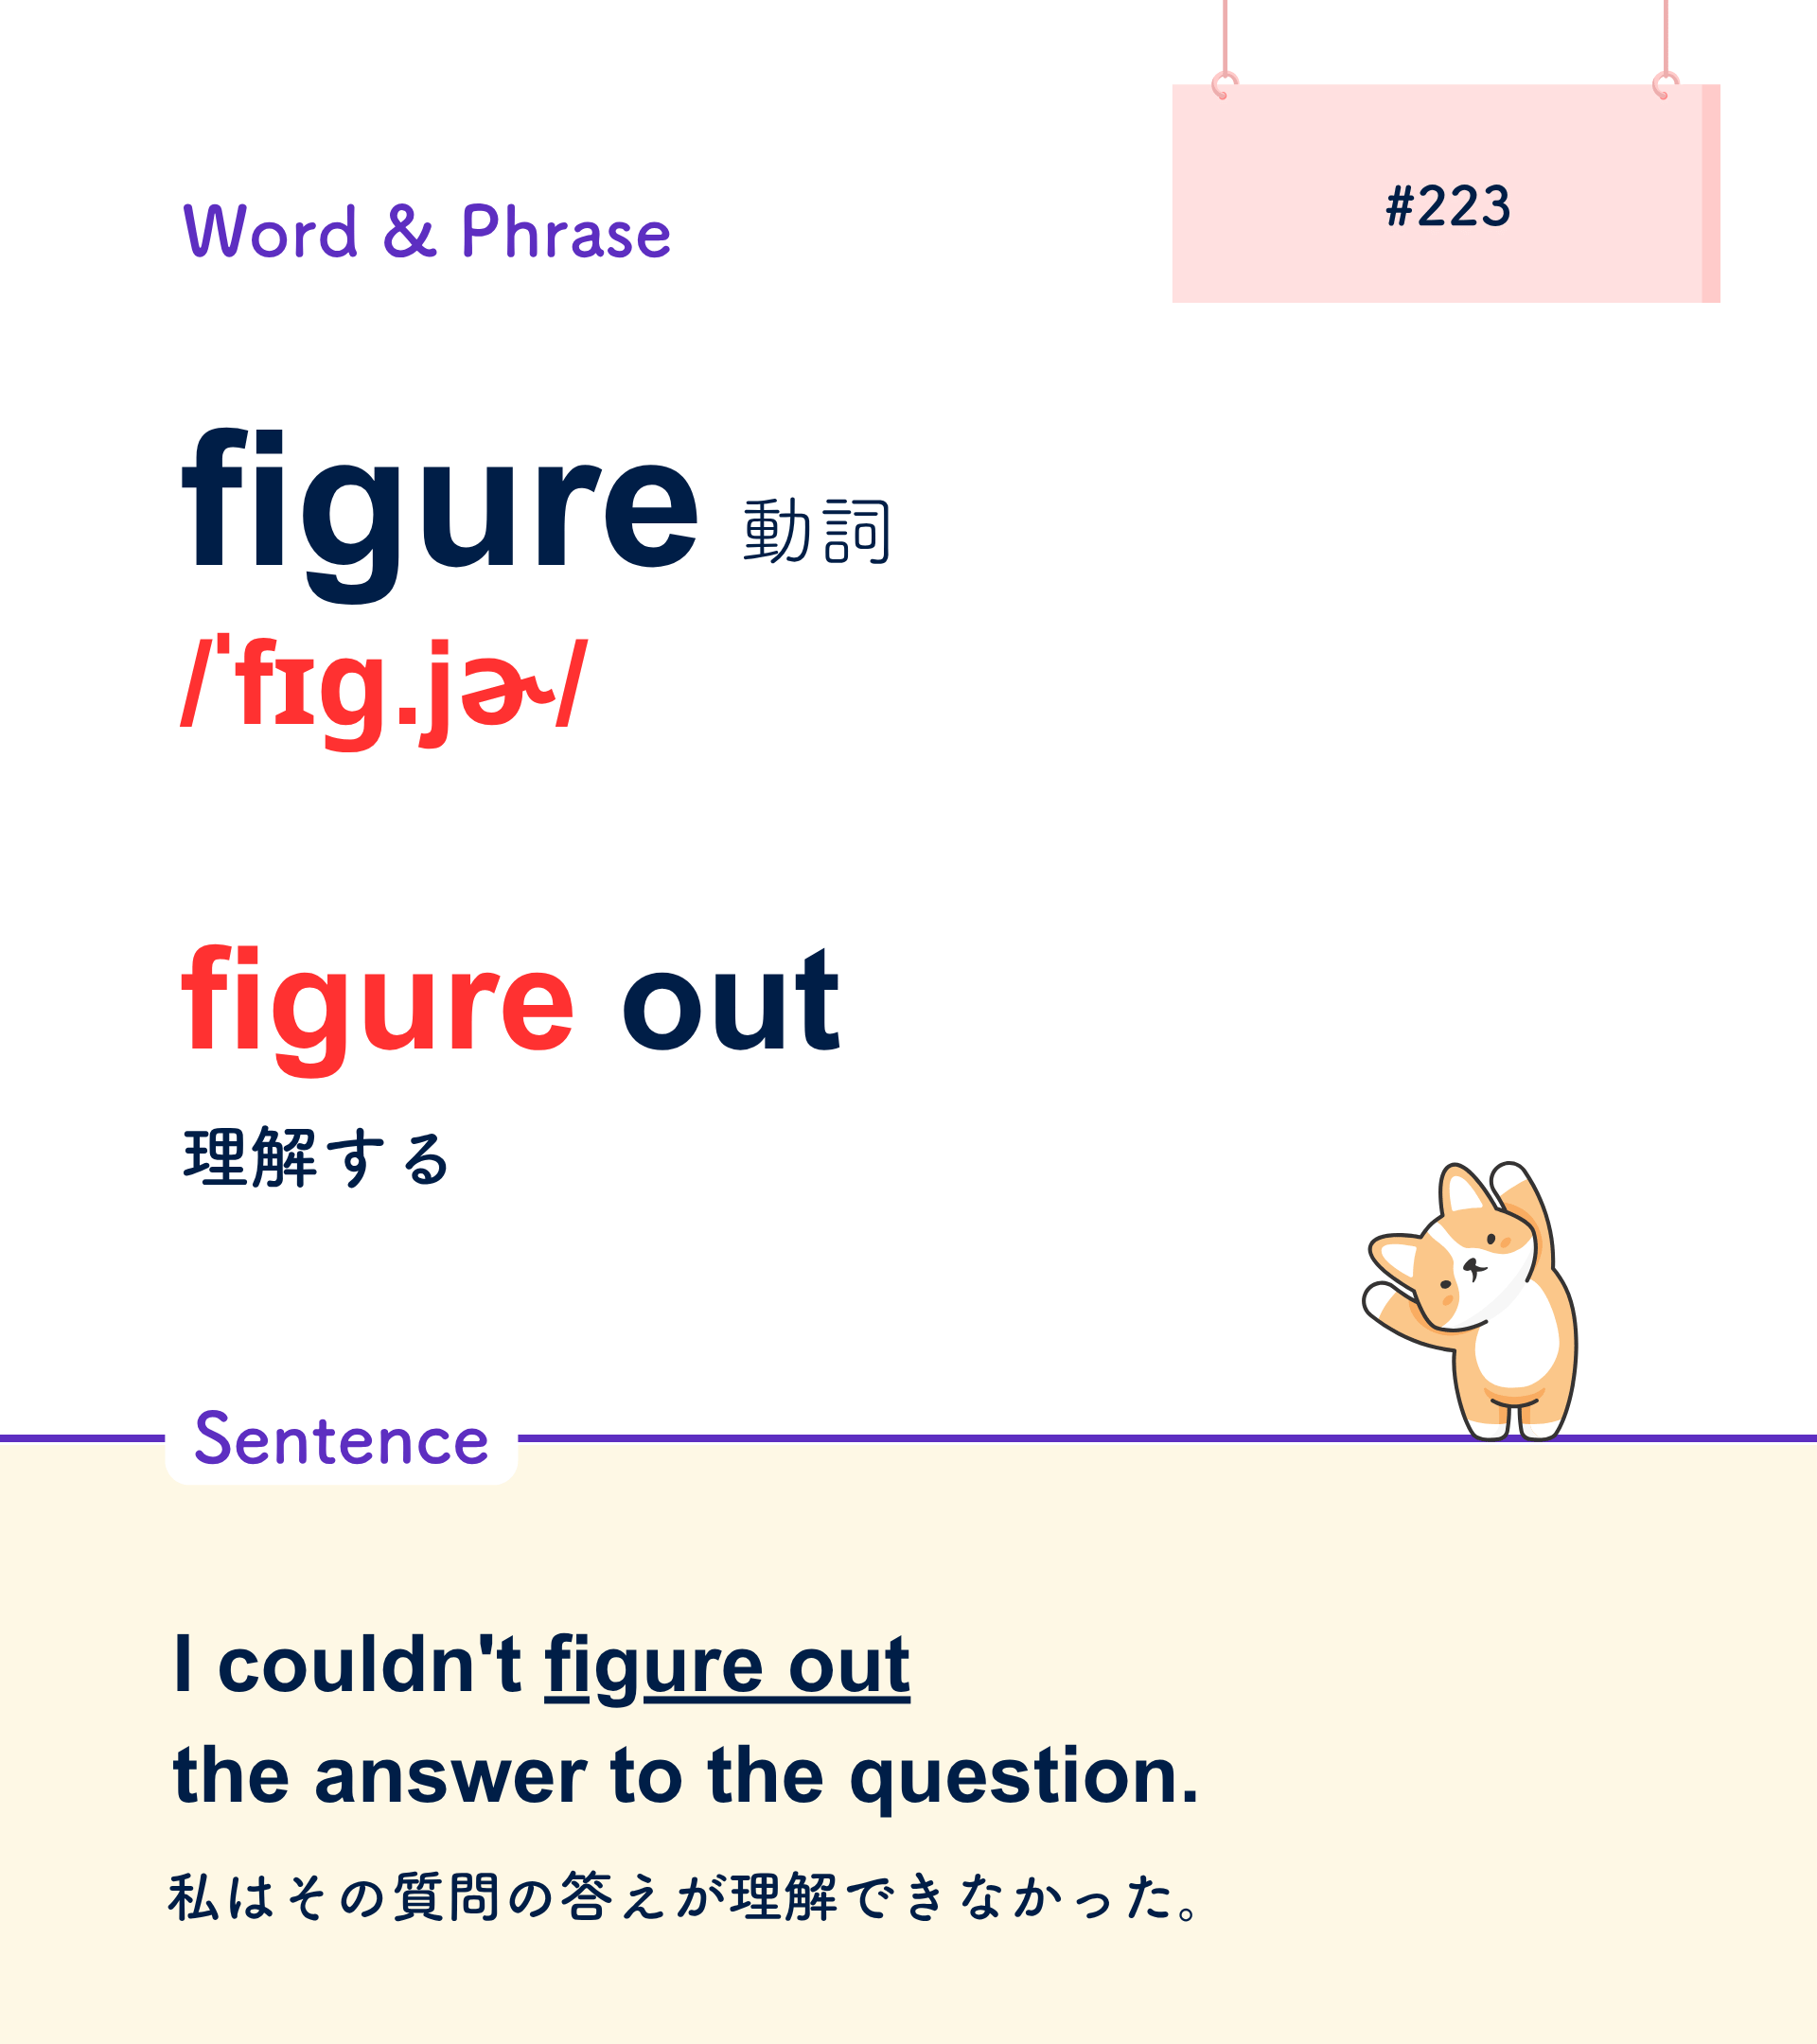 #223
Word & Phrase
figure 動詞
/ˈfɪɡ.jɚ/
figure out
理解する
Sentence
I couldn't figure out
the answer to the question.
私はその質問の答えが理解できなかった。